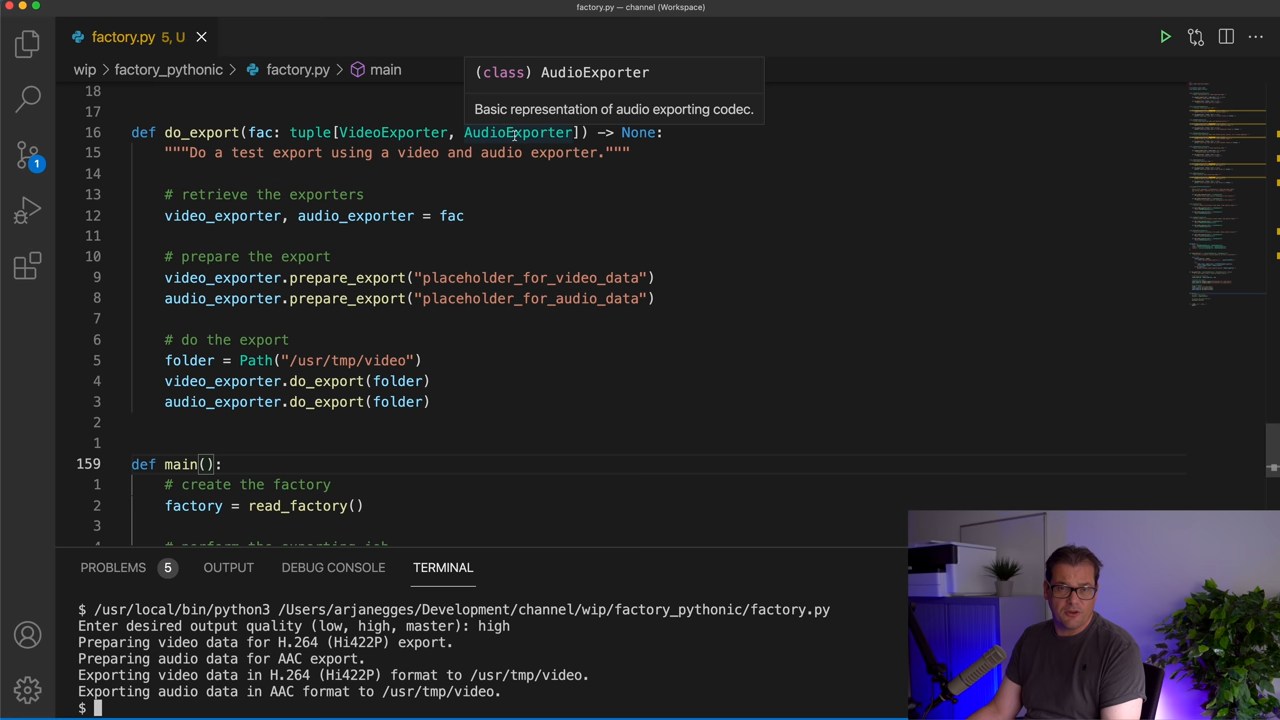 factory.py — channel (Workspace)
factory.py 5, U
wip > factory_pythonic > factory.py > main
(class) AudioExporter
Basic representation of audio exporting codec.
18
17
16 def do_export(fac: tuple[VideoExporter, AudioExporter]) -> None:
15 """Do a test export using a video and audio exporter."""
14
13 # retrieve the exporters
12 video_exporter, audio_exporter = fac
11
10 # prepare the export
9 video_exporter.prepare_export("placeholder_for_video_data")
8 audio_exporter.prepare_export("placeholder_for_audio_data")
7
6 # do the export
5 folder = Path("/usr/tmp/video")
4 video_exporter.do_export(folder)
3 audio_exporter.do_export(folder)
2
1
159 def main():
1 # create the factory
2 factory = read_factory()
3
4 # perform the exporting job
1
PROBLEMS 5 OUTPUT DEBUG CONSOLE TERMINAL
$ /usr/local/bin/python3 /Users/arjanegges/Development/channel/wip/factory_pythonic/factory.py
Enter desired output quality (low, high, master): high
Preparing video data for H.264 (Hi422P) export.
Preparing audio data for AAC export.
Exporting video data in H.264 (Hi422P) format to /usr/tmp/video.
Exporting audio data in AAC format to /usr/tmp/video.
$